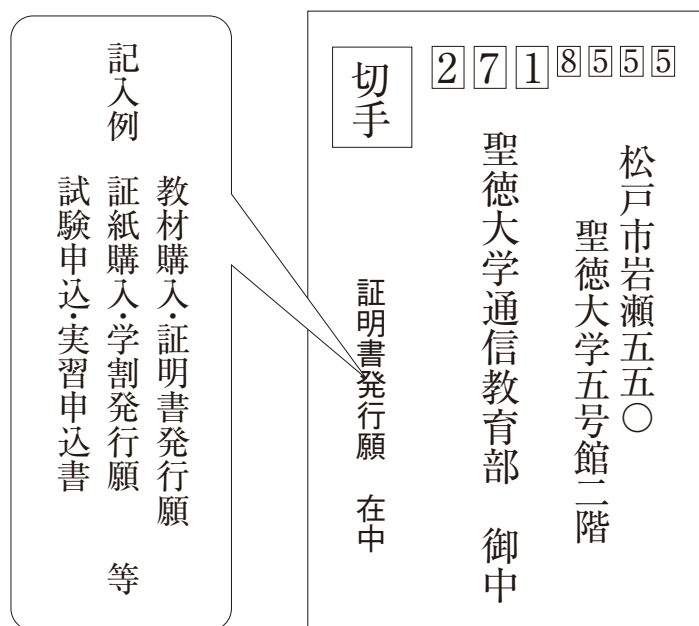 2718555
松戸市岩瀬五五〇
聖徳大学五号館二階
聖徳大学通信教育部　御中
切手
証明書発行願　在中
記入例
教材購入・証明書発行願
証紙購入・学割発行願　等
試験申込・実習申込書